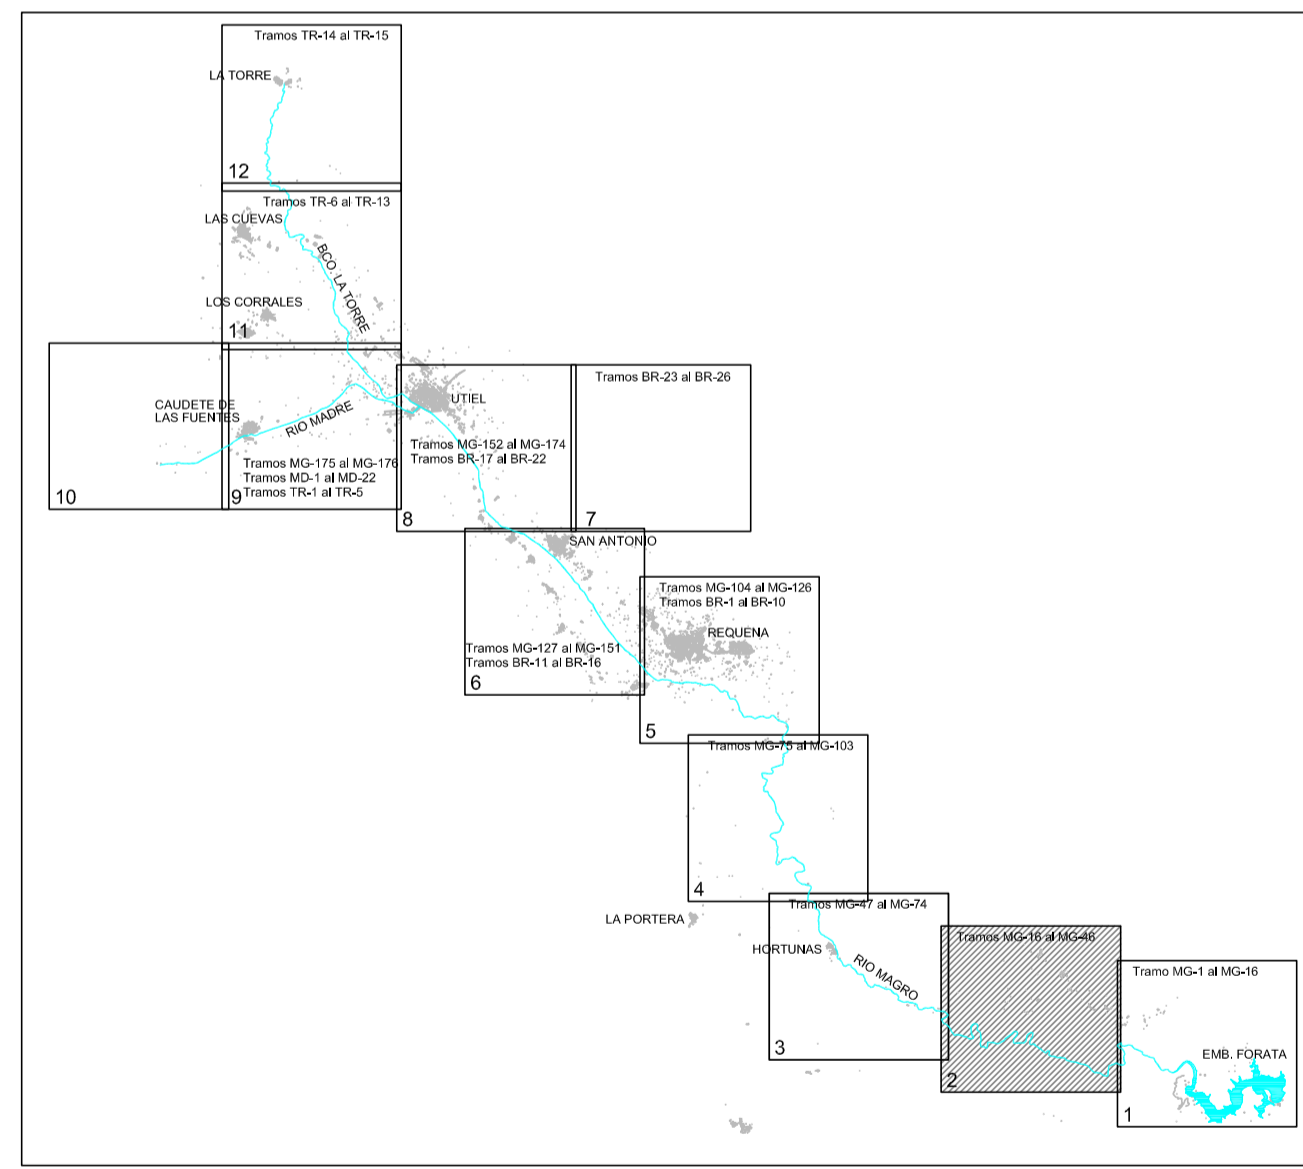 Tramos TR-14 al TR-15
LA TORRE
12
Tramos TR-6 al TR-13
LAS CUEVAS
BCO. LA TORRE
LOS CORRALES
11
CAUDETE DE
LAS FUENTES
RIO MADRE
Tramos MG-175 al MG-176
Tramos MD-1 al MD-22
Tramos TR-1 al TR-5
10
9
UTIEL
Tramos MG-152 al MG-174
Tramos BR-17 al BR-22
8
Tramos BR-23 al BR-26
7
SAN ANTONIO
Tramos MG-127 al MG-151
Tramos BR-11 al BR-16
6
Tramos MG-104 al MG-126
Tramos BR-1 al BR-10
REQUENA
5
Tramos MG-75 al MG-103
4
LA PORTERA
Tramos MG-47 al MG-74
HORTUNAS
RIO MAGRO
3
Tramos MG-16 al MG-46
2
Tramo MG-1 al MG-16
EMB. FORATA
1